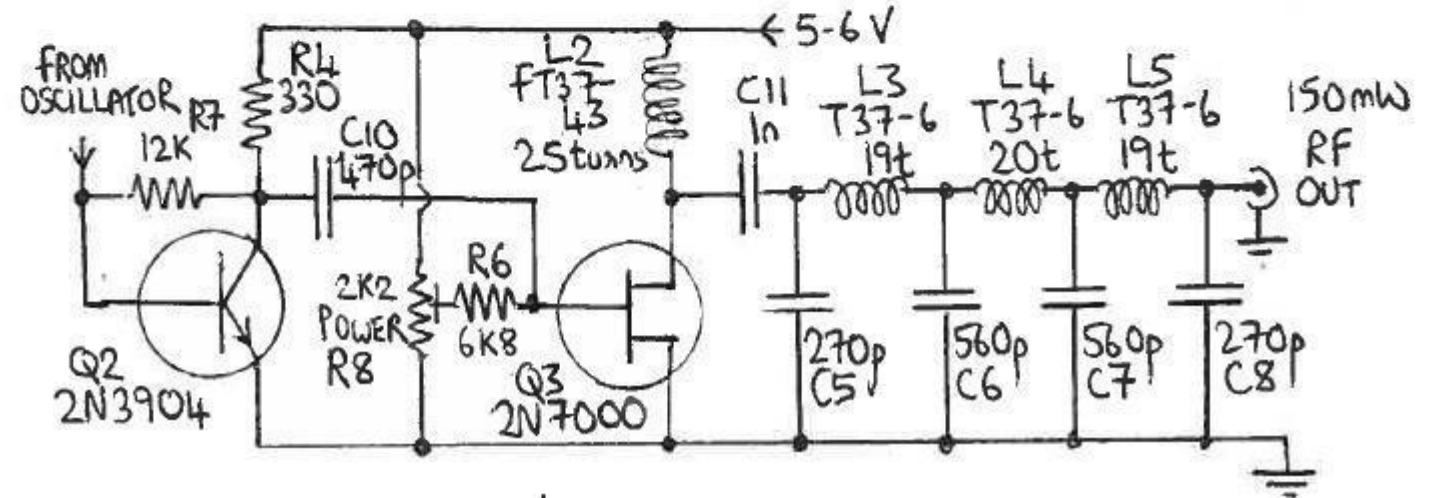 FROM
OSCILLATOR
R7
12K
R4
330
C10
470p
5-6V
L2
FT37-
43
25turns
C11
1n
L3
T37-6
19t
L4
T37-6
20t
L5
T37-6
19t
150mW
RF
OUT
2K2
POWER
R8
R6
6K8
Q2
2N3904
Q3
2N7000
270p
C5
560p
C6
560p
C7
270p
C8